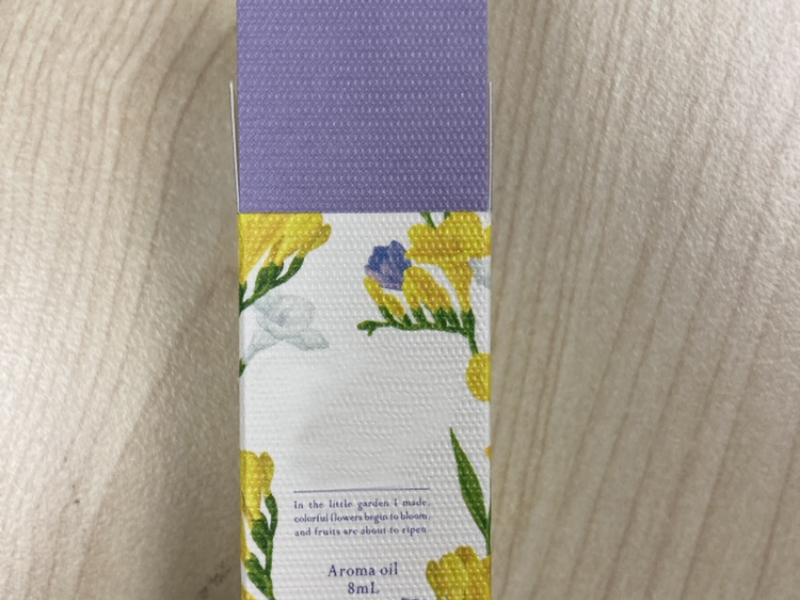 In the little garden I made,
colorful flowers begin to bloom,
and fruits are about to ripen.
Aroma oil
8mL